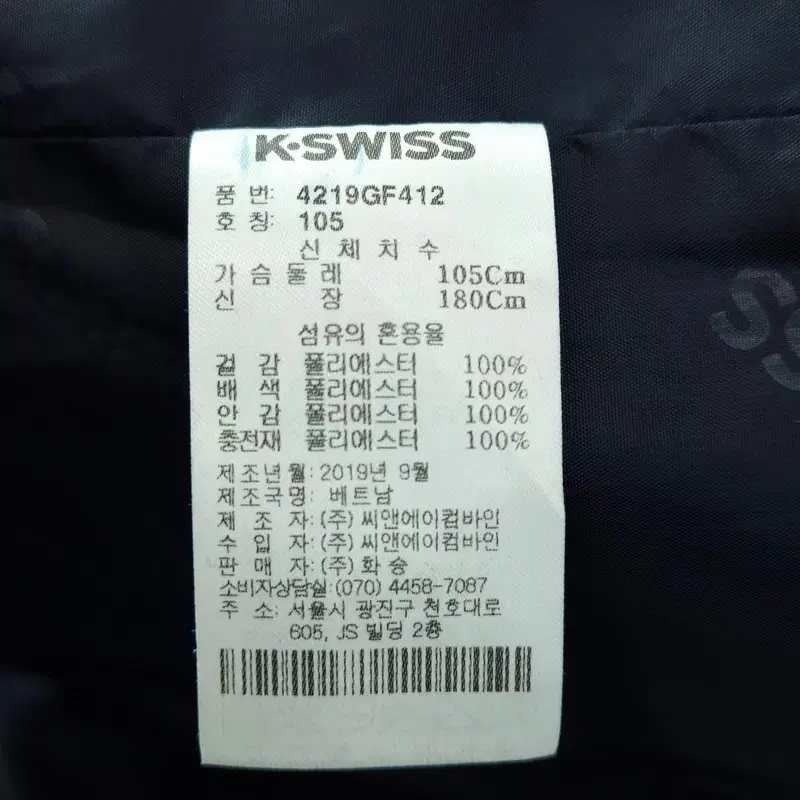 K·SWISS
품 번: 4219GF412
호 칭: 105
신 체 치 수
가 슴 둘 레 105Cm
신 장 180Cm
섬유의 혼용율
겉 감 폴리에스터 100%
배 색 폴리에스터 100%
안 감 폴리에스터 100%
충전재 폴리에스터 100%
제조년월: 2019년 9월
제조국명: 베트남
제 조 자: (주) 씨앤에이컴바인
수 입 자: (주) 씨앤에이컴바인
판 매 자: (주) 화 승
소비자상담실: (070) 4458-7087
주 소: 서울시 광진구 천호대로
605, JS 빌딩 2층